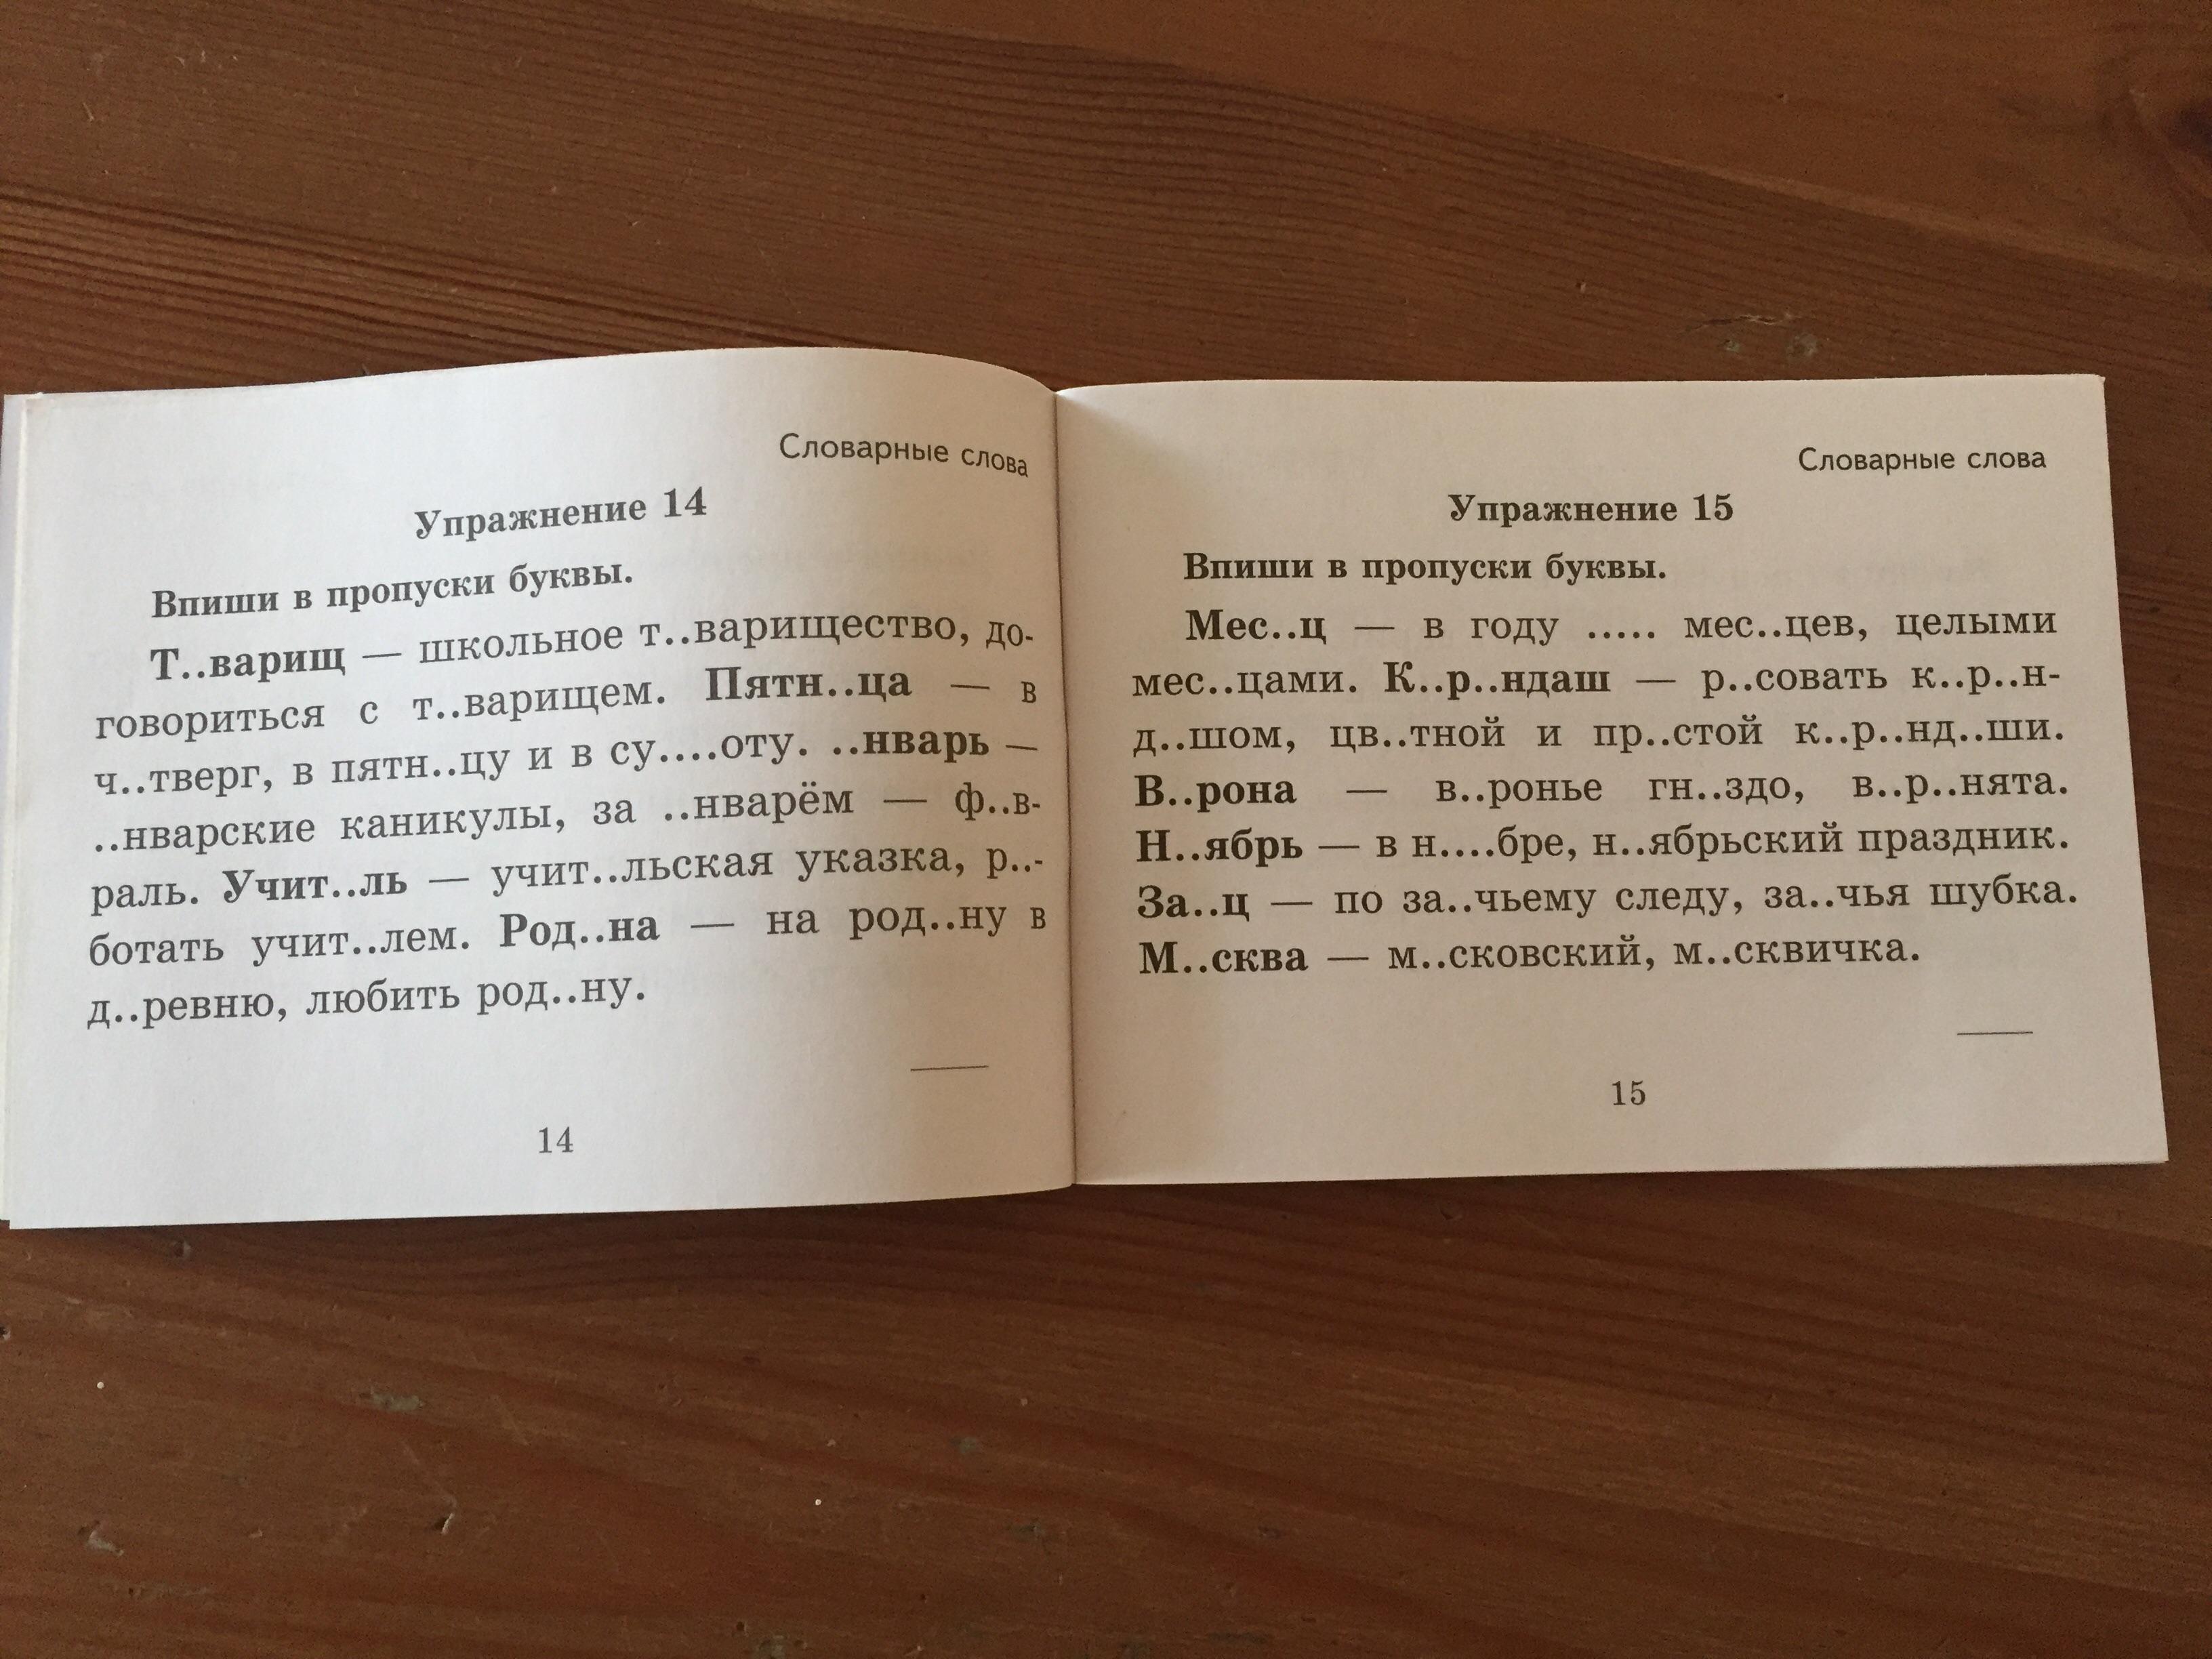 Словарные слова
Упражнение 14
Впиши в пропуски буквы.
Т..варищ — школьное т..варищество, до-
говориться с т..варищем. Пятн..ца — в
ч..тверг, в пятн..цу и в су....оту. ..нварь —
..нварские каникулы, за ..нварём — ф..в-
раль. Учит..ль — учит..льская указка, р..-
ботать учит..лем. Род..на — на род..ну в
д..ревню, любить род..ну.
14
Словарные слова
Упражнение 15
Впиши в пропуски буквы.
Мес..ц — в году ..... мес..цев, целыми
мес..цами. К..р..ндаш — р..совать к..р..н-
д..шом, цв..тной и пр..стой к..р..нд..ши.
В..рона — в..ронье гн..здо, в..р..нята.
Н..ябрь — в н....бре, н..ябрьский праздник.
За..ц — по за..чьему следу, за..чья шубка.
М..сква — м..сковский, м..сквичка.
15